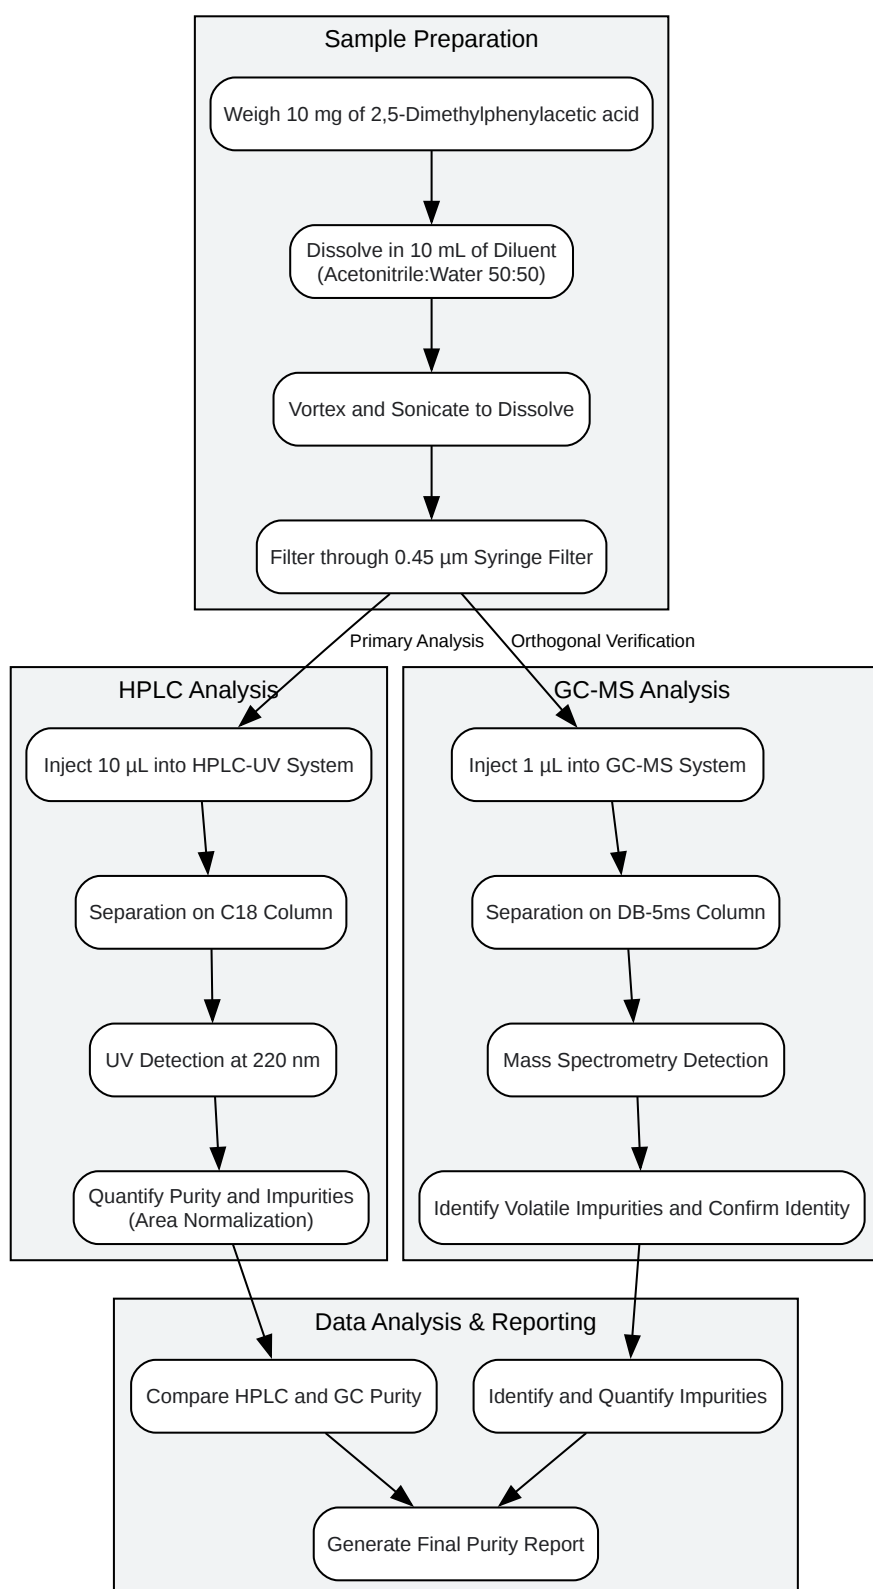 Sample Preparation
Weigh 10 mg of 2,5-Dimethylphenylacetic acid
Dissolve in 10 mL of Diluent
(Acetonitrile:Water 50:50)
Vortex and Sonicate to Dissolve
Filter through 0.45 µm Syringe Filter
Primary Analysis
Orthogonal Verification
HPLC Analysis
Inject 10 µL into HPLC-UV System
Separation on C18 Column
UV Detection at 220 nm
Quantify Purity and Impurities
(Area Normalization)
GC-MS Analysis
Inject 1 µL into GC-MS System
Separation on DB-5ms Column
Mass Spectrometry Detection
Identify Volatile Impurities and Confirm Identity
Data Analysis & Reporting
Compare HPLC and GC Purity
Identify and Quantify Impurities
Generate Final Purity Report